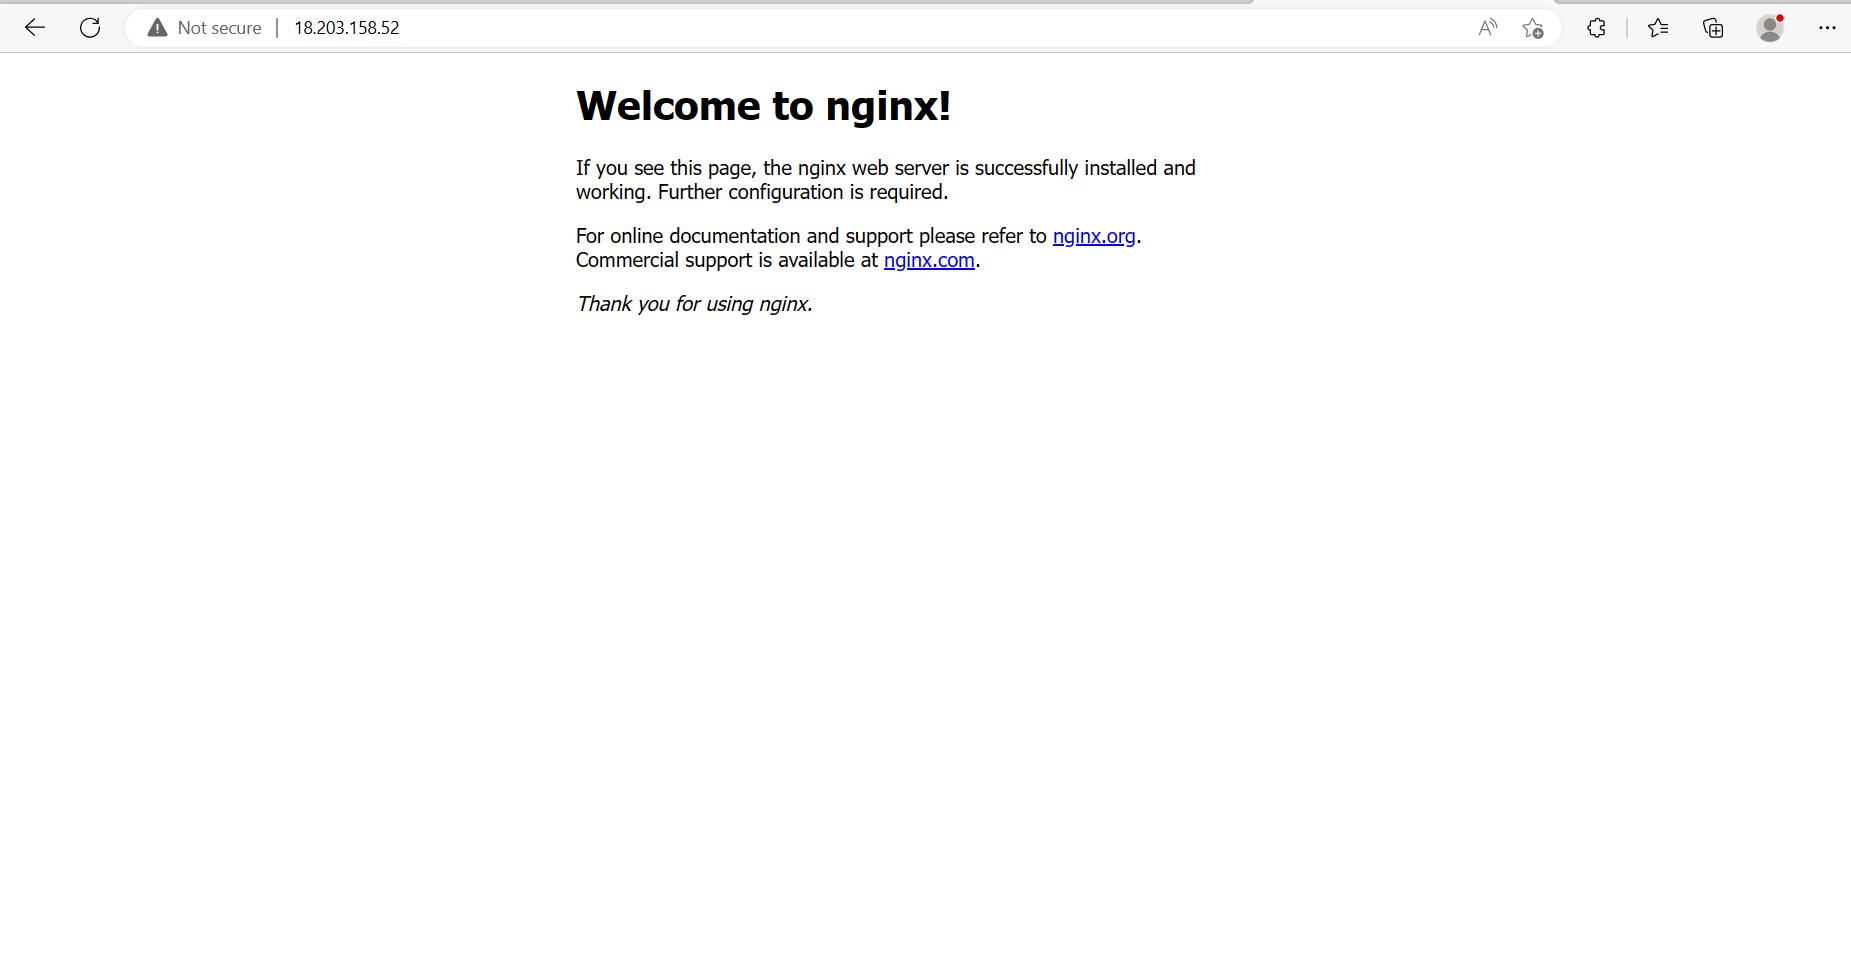 Not secure | 18.203.158.52
Welcome to nginx!
If you see this page, the nginx web server is successfully installed and
working. Further configuration is required.
For online documentation and support please refer to nginx.org.
Commercial support is available at nginx.com.
Thank you for using nginx.